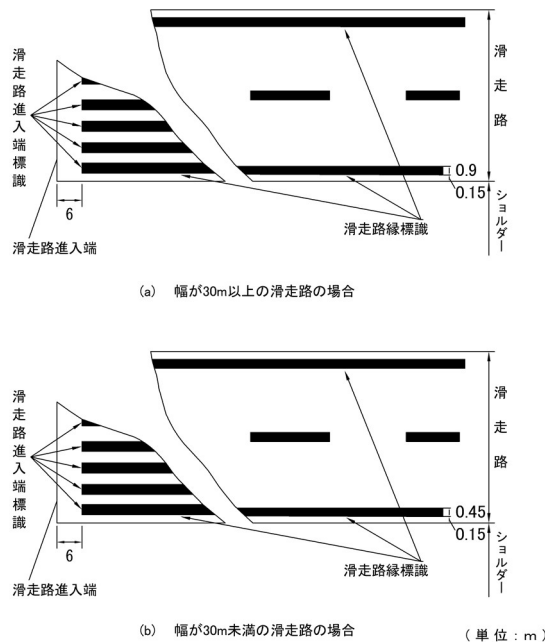 滑走路進入端標識
滑走路
0.9
0.15
ショルダー
6
滑走路縁標識
滑走路進入端
(a) 幅が30m以上の滑走路の場合
滑走路進入端標識
滑走路
0.45
0.15
ショルダー
6
滑走路縁標識
滑走路進入端
(b) 幅が30m未満の滑走路の場合
(単位:m)